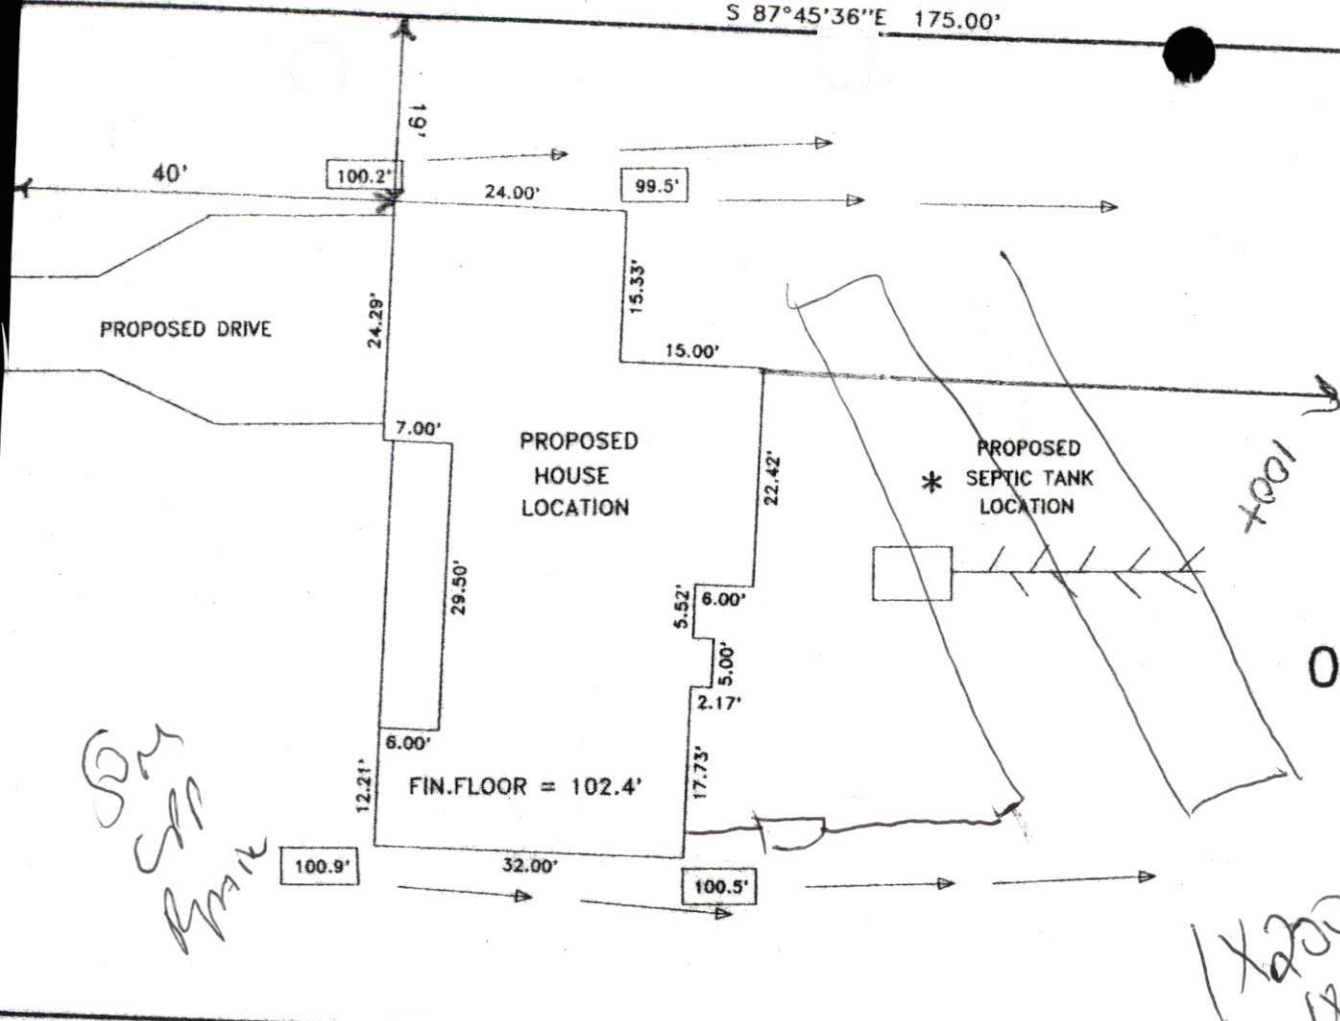 S 87°45'36"E 175.00'
19'
40'
100.2'
24.00'
99.5'
15.33'
24.29'
PROPOSED DRIVE
15.00'
7.00'
PROPOSED
HOUSE
LOCATION
22.42'
* PROPOSED
SEPTIC TANK
LOCATION
100+
29.50'
5.52'
6.00'
5.00'
2.17'
6.00'
12.21'
FIN.FLOOR = 102.4'
17.73'
100.9'
32.00'
100.5'
0
X200